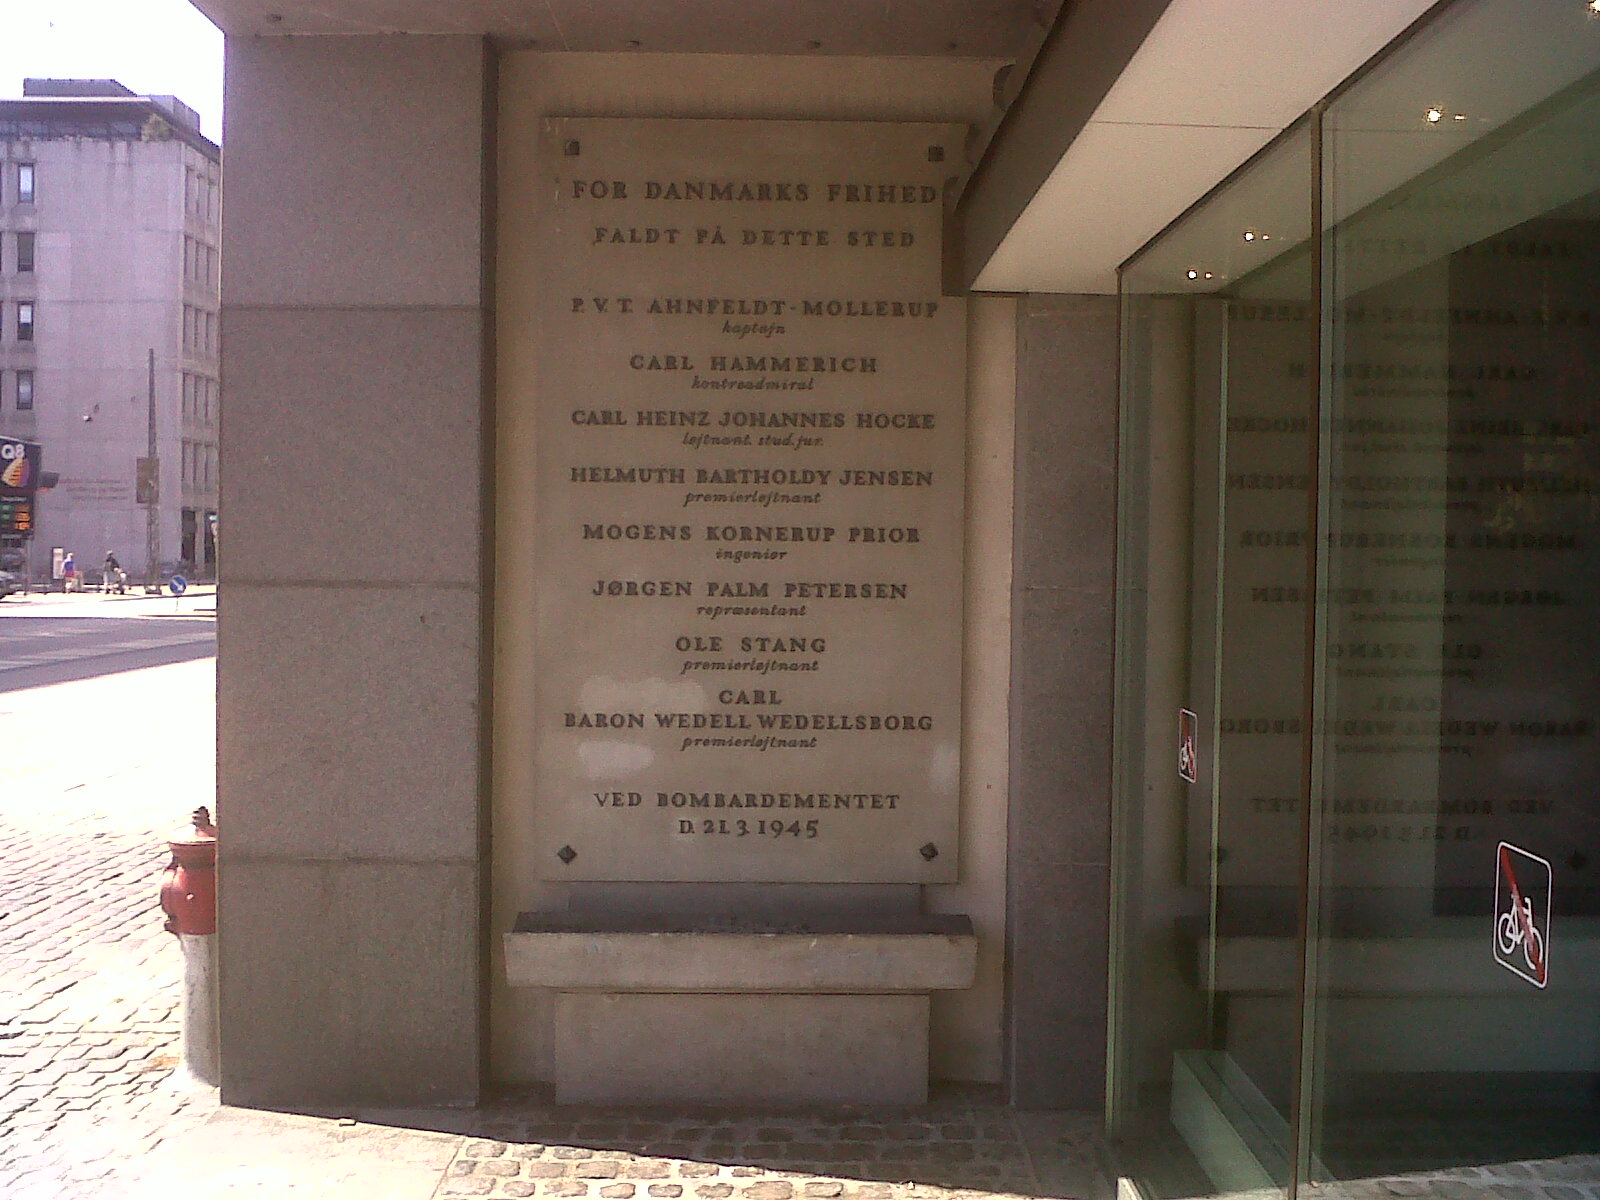 FOR DANMARKS FRIHED
FALDT PÅ DETTE STED
P. V. T. AHNFELDT-MOLLERUP
kaptajn
CARL HAMMERICH
kontreadmiral
CARL HEINZ JOHANNES HOCKE
løjtnant. stud. jur.
HELMUTH BARTHOLDY JENSEN
premierløjtnant
MOGENS KORNERUP PRIOR
ingeniør
JØRGEN PALM PETERSEN
repræsentant
OLE STANG
premierløjtnant
CARL
BARON WEDELL WEDELLSBORG
premierløjtnant
VED BOMBARDEMENTET
D. 21.3.1945
Q8